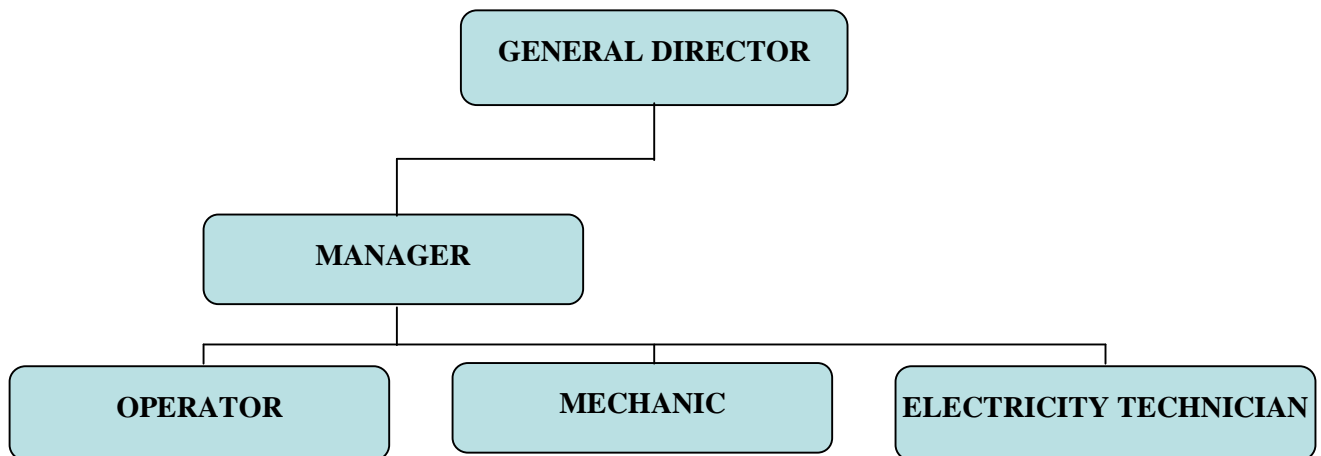 GENERAL DIRECTOR
MANAGER
OPERATOR
MECHANIC
ELECTRICITY TECHNICIAN